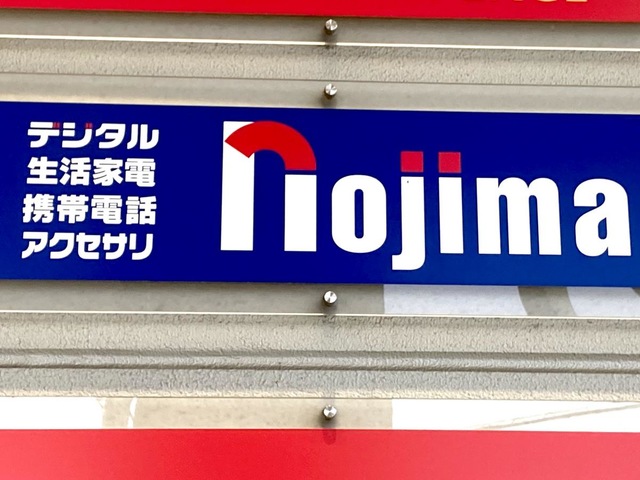 デジタル
生活家電
携帯電話
アクセサリ
nojima